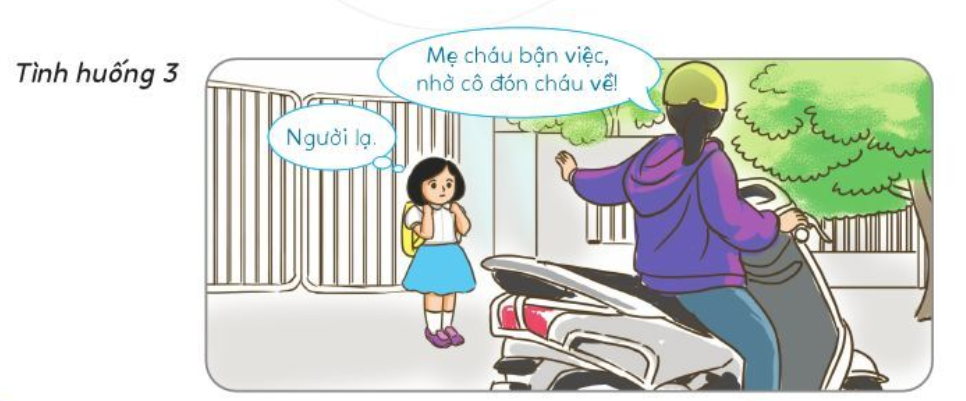 Tình huống 3
Mẹ cháu bận việc,
nhờ cô đón cháu về!
Người lạ.